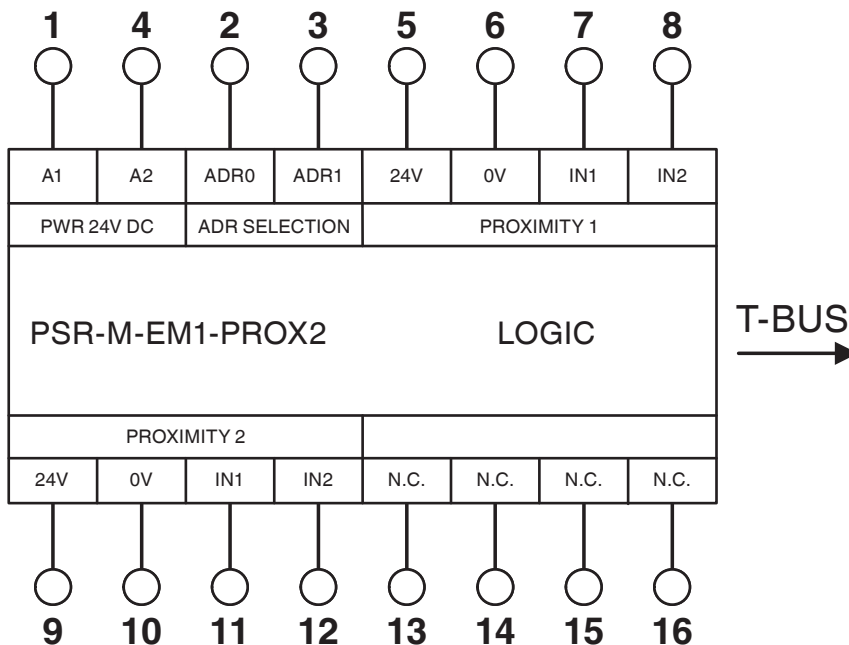 1 4 2 3 5 6 7 8
A1 A2 ADR0 ADR1 24V 0V IN1 IN2
PWR 24V DC ADR SELECTION PROXIMITY 1
PSR-M-EM1-PROX2 LOGIC T-BUS
PROXIMITY 2
24V 0V IN1 IN2 N.C. N.C. N.C. N.C.
9 10 11 12 13 14 15 16